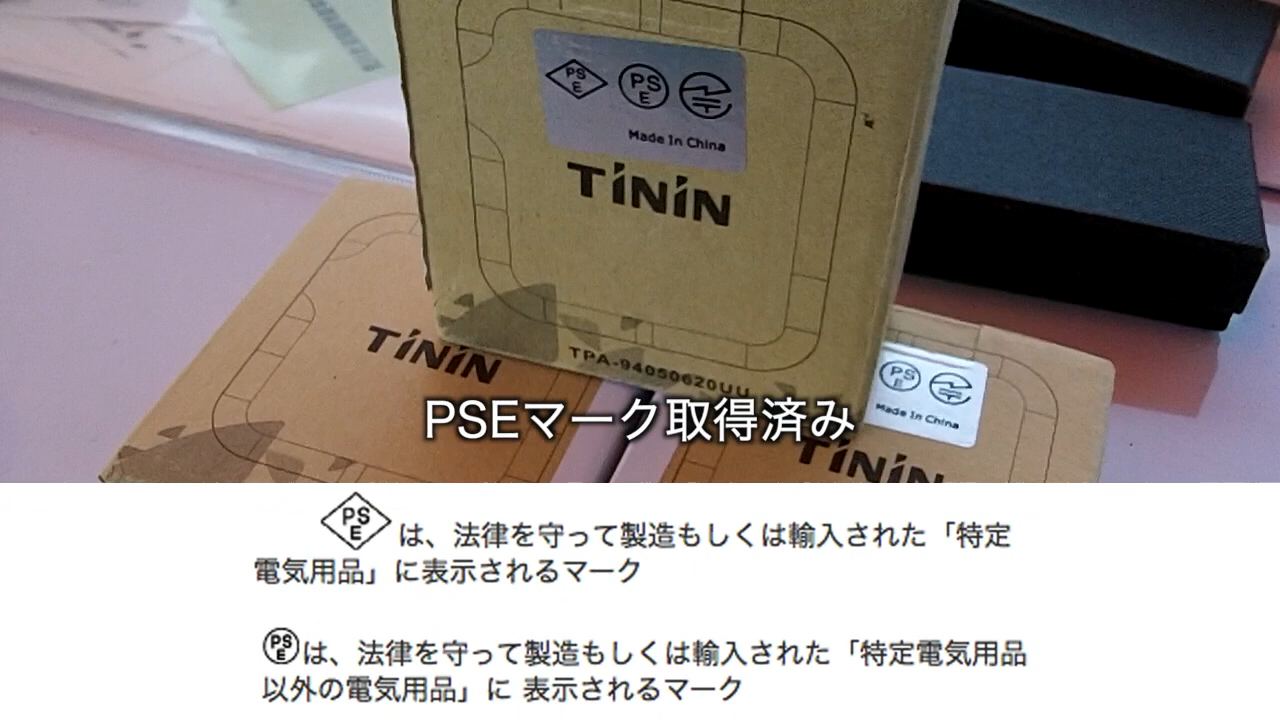 PS
E
PS
E
Made In China
TiNiN
TPA-94050620UU
TiNiN
PS
E
Made In China
TiNiN
PSEマーク取得済み
PS
E
は、法律を守って製造もしくは輸入された「特定
電気用品」に表示されるマーク
PS
E
は、法律を守って製造もしくは輸入された「特定電気用品
以外の電気用品」に 表示されるマーク